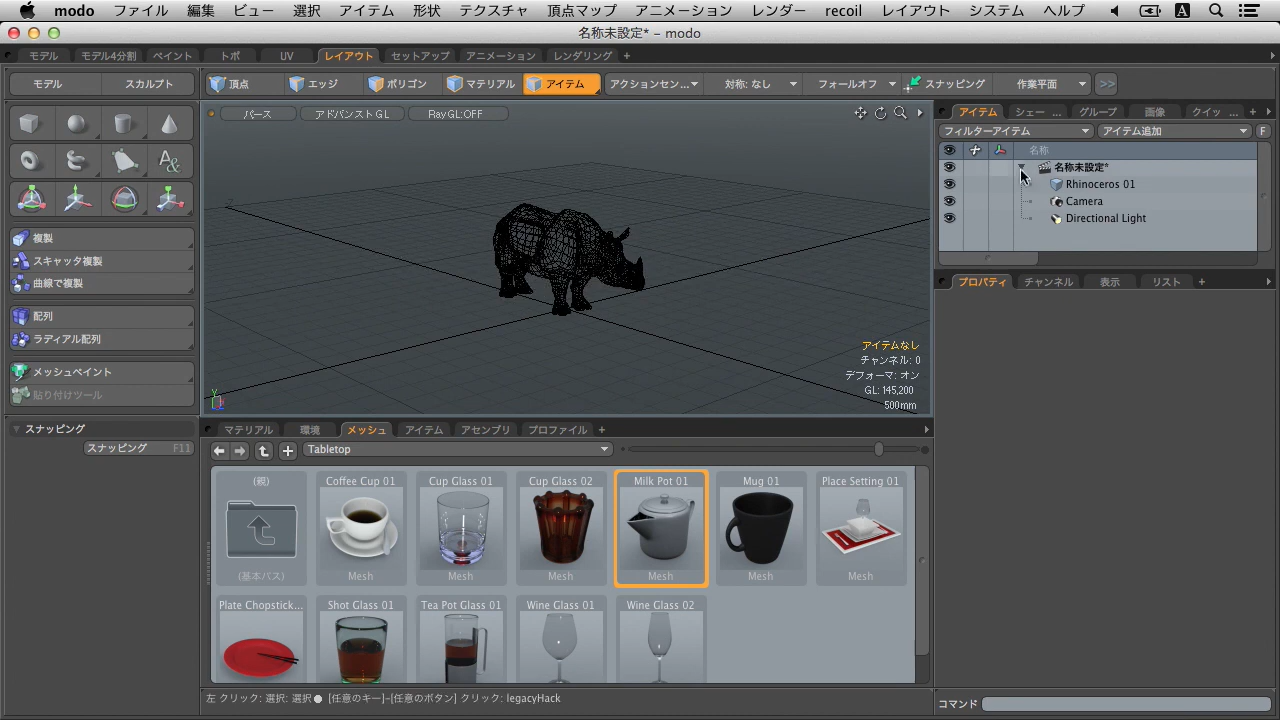 modo ファイル 編集 ビュー 選択 アイテム 形状 テクスチャ 頂点マップ アニメーション レンダー recoil レイアウト システム ヘルプ A
名称未設定* – modo
モデル モデル4分割 ペイント トポ UV レイアウト セットアップ アニメーション レンダリング +
モデル スカルプト 頂点 エッジ ポリゴン マテリアル アイテム アクションセン... 対称: なし フォールオフ スナッピング 作業平面 >>
パース アドバンスト GL RayGL:OFF
アイテム シェー ... グループ 画像 クイッ ... +
フィルターアイテム アイテム追加 F
名称
名称未設定*
Rhinoceros 01
Camera
Directional Light
複製
スキャッタ複製
曲線で複製
配列
ラディアル配列
メッシュペイント
貼り付けツール
スナッピング
スナッピング F11
アイテムなし
チャンネル: 0
デフォーマ: オン
GL: 145,200
500mm
Y
Z
プロパティ チャンネル 表示 リスト +
マテリアル 環境 メッシュ アイテム アセンブリ プロファイル +
Tabletop
(親) Coffee Cup 01 Cup Glass 01 Cup Glass 02 Milk Pot 01 Mug 01 Place Setting 01
(基本パス) Mesh Mesh Mesh Mesh Mesh Mesh
Plate Chopstick... Shot Glass 01 Tea Pot Glass 01 Wine Glass 01 Wine Glass 02
左 クリック: 選択: 選択 ● [任意のキー]-[任意のボタン] クリック: legacyHack
コマンド